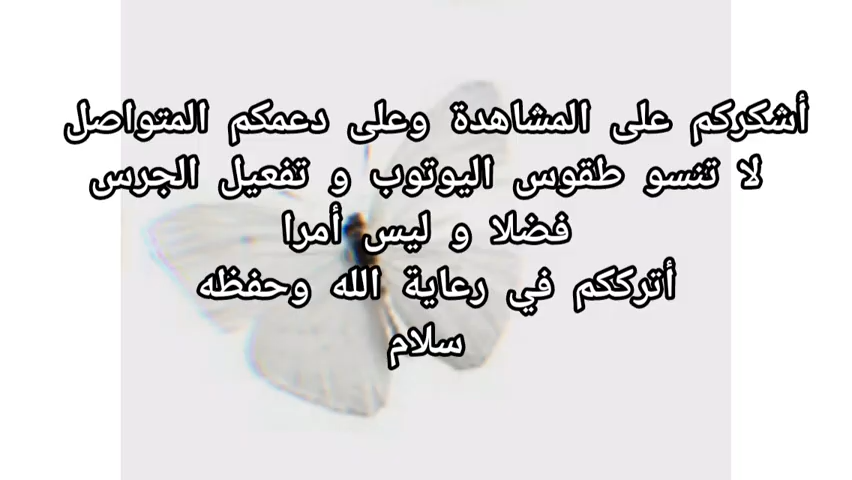 أشكركم على المشاهدة وعلى دعمكم المتواصل
لا تنسو طقوس اليوتوب و تفعيل الجرس
فضلا و ليس أمرا
أترككم في رعاية الله وحفظه
سلام